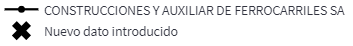 CONSTRUCCIONES Y AUXILIAR DE FERROCARRILES SA
Nuevo dato introducido